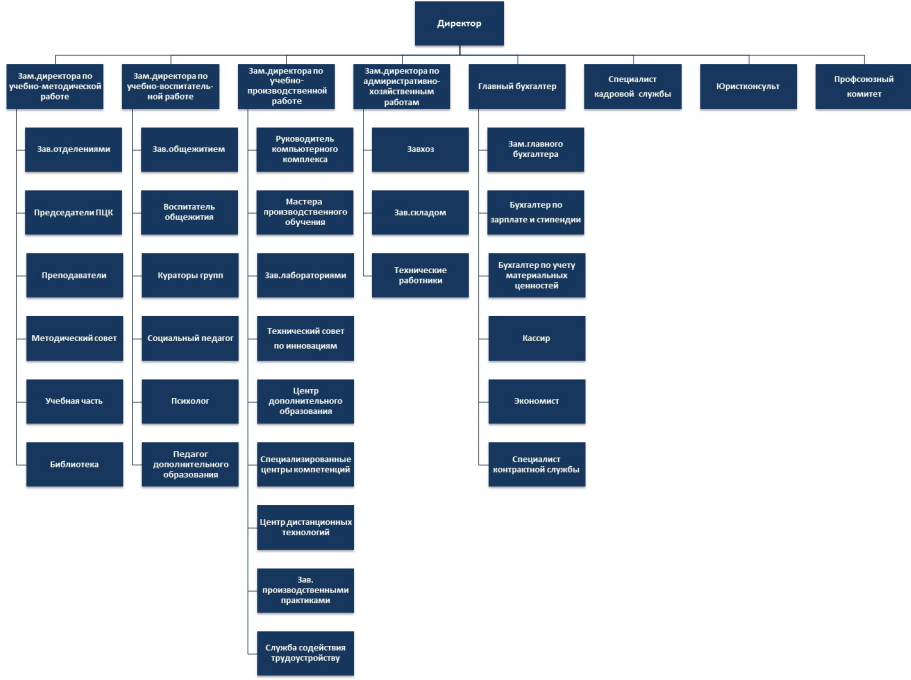 Директор
Зам.директора по
учебно-методической
работе
Зам.директора по
учебно-воспитатель-
ной работе
Зам.директора по
учебно-
производственной
работе
Зам.директора по
адмиристративно-
хозяйственным
работам
Главный бухгалтер
Специалист
кадровой службы
Юристконсульт
Профсоюзный
комитет
Зав.отделениями
Председатели ПЦК
Преподаватели
Методический совет
Учебная часть
Библиотека
Зав.общежитием
Воспитатель
общежития
Кураторы групп
Социальный педагог
Психолог
Педагог
дополнительного
образования
Руководитель
компьютерного
комплекса
Мастера
производственного
обучения
Зав.лабораториями
Технический совет
по инновациям
Центр
дополнительного
образования
Специализированные
центры компетенций
Центр дистанционных
технологий
Зав.
производственными
практиками
Служба содействия
трудоустройству
Завхоз
Зав.складом
Технические
работники
Зам.главного
бухгалтера
Бухгалтер по
зарплате и стипендии
Бухгалтер по учету
материальных
ценностей
Кассир
Экономист
Специалист
контрактной службы